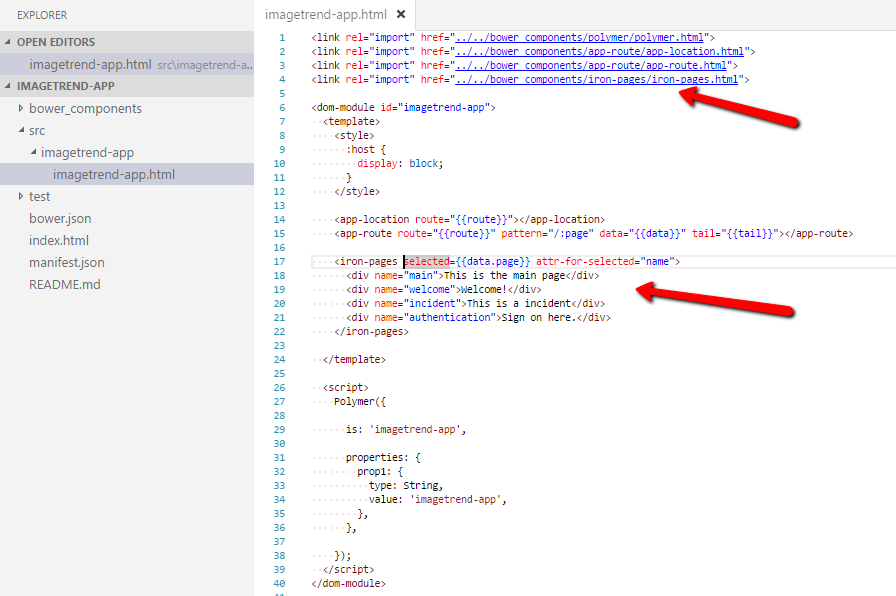 EXPLORER
OPEN EDITORS
imagetrend-app.html src\imagetrend-a...
IMAGETREND-APP
bower_components
src
imagetrend-app
imagetrend-app.html
test
bower.json
index.html
manifest.json
README.md
imagetrend-app.html
1 <link rel="import" href="../../bower_components/polymer/polymer.html">
2 <link rel="import" href="../../bower_components/app-route/app-location.html">
3 <link rel="import" href="../../bower_components/app-route/app-route.html">
4 <link rel="import" href="../../bower_components/iron-pages/iron-pages.html">
5
6 <dom-module id="imagetrend-app">
7 <template>
8 <style>
9 :host {
10 display: block;
11 }
12 </style>
13
14 <app-location route="{{route}}"></app-location>
15 <app-route route="{{route}}" pattern="/:page" data="{{data}}" tail="{{tail}}"></app-route>
16
17 <iron-pages selected={{data.page}} attr-for-selected="name">
18 <div name="main">This is the main page</div>
19 <div name="welcome">Welcome!</div>
20 <div name="incident">This is a incident</div>
21 <div name="authentication">Sign on here.</div>
22 </iron-pages>
23
24 </template>
25
26 <script>
27 Polymer({
28
29 is: 'imagetrend-app',
30
31 properties: {
32 prop1: {
33 type: String,
34 value: 'imagetrend-app',
35 },
36 },
37
38 });
39 </script>
40 </dom-module>